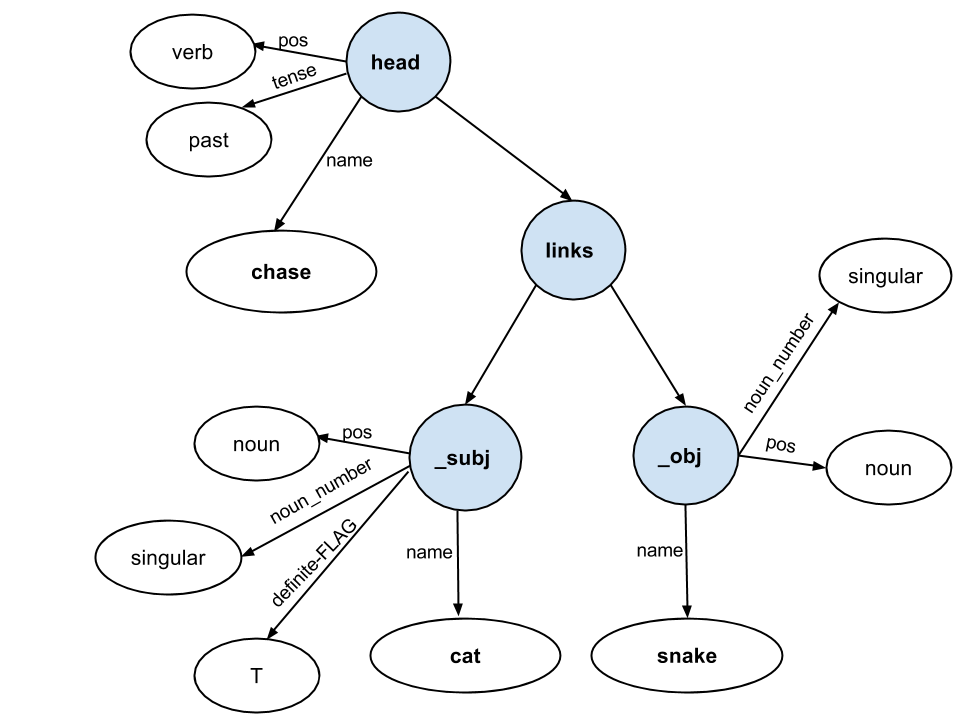 verb
pos
head
tense
past
name
chase
links
singular
noun_number
noun
pos
_subj
_obj
pos
noun
noun_number
singular
definite-FLAG
name
name
T
cat
snake